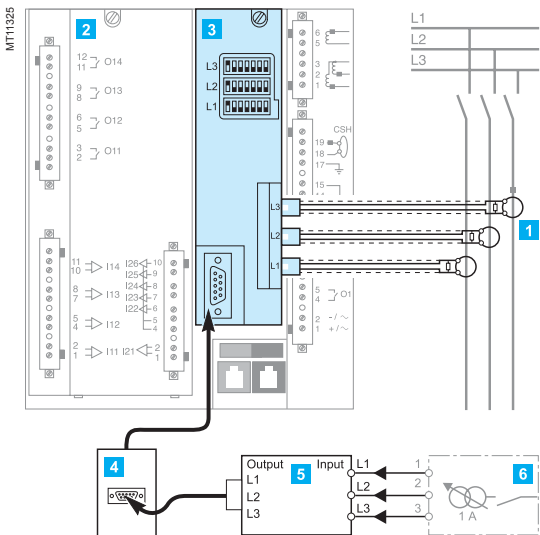 MT11325
2
3
12
11
O14
9
8
O13
6
5
O12
3
2
O11
L3
L2
L1
6
5
3
2
1
CSH
19
18
17
15
L1
L2
L3
L3
L2
L1
1
11
10
I14
8
7
I13
5
4
I12
2
1
I11
I26
10
I25
9
I24
8
I23
7
I22
6
5
4
I21
2
1
5
4
O1
2
- / ~
1
+ / ~
4
Output
5
Input
L1
L2
L3
L1
L2
L3
1
2
3
6
1 A